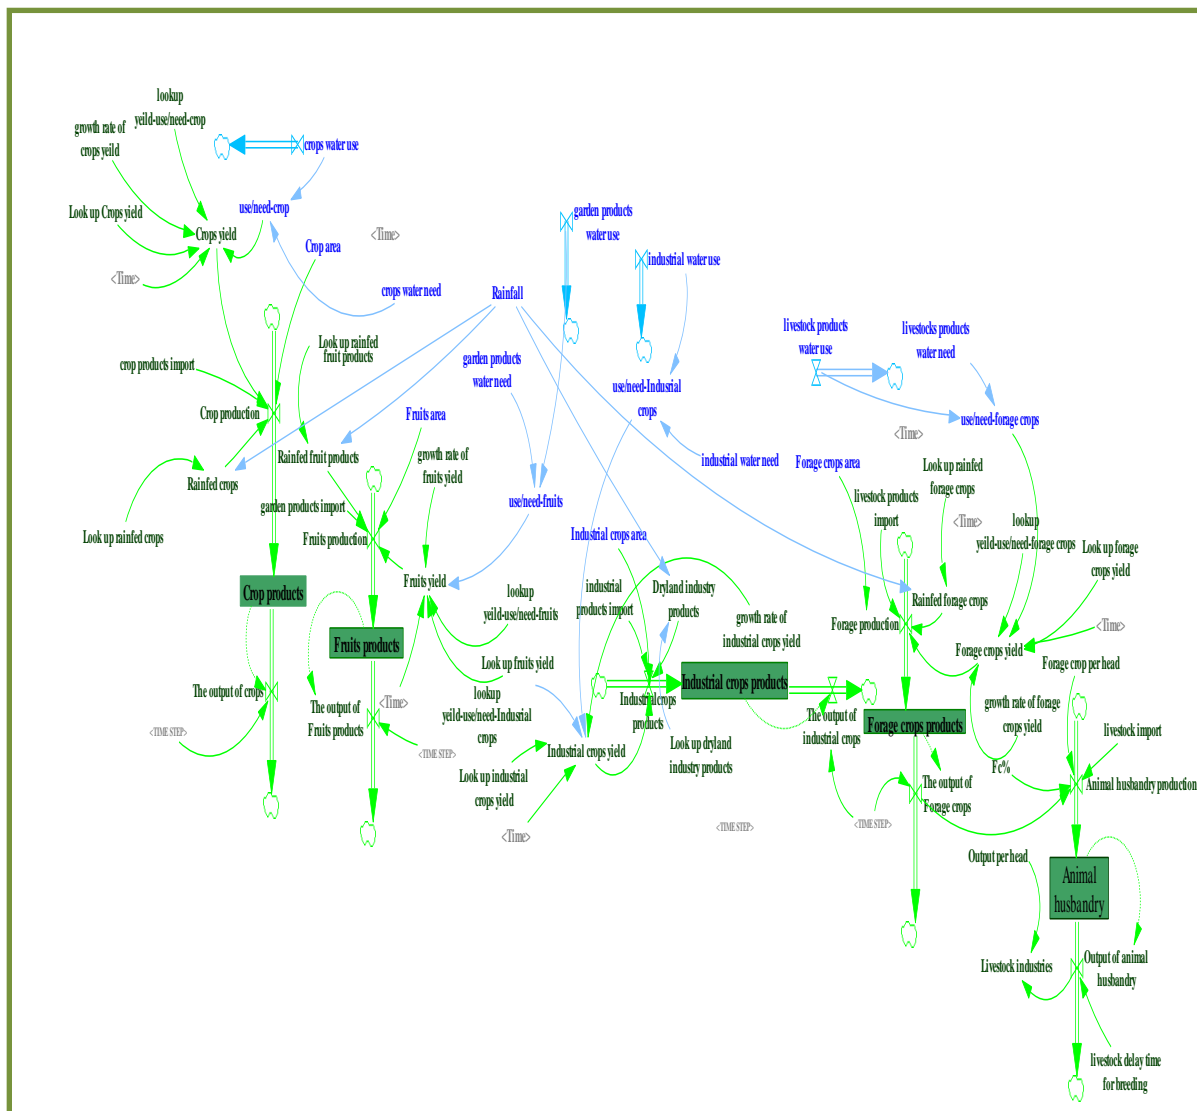 lookup
yeild-use/need-crop
growth rate of
crops yeild
crops water use
Look up Crops yield
use/need-crop
Crops yield
<Time>
Crop area
<Time>
crops water need
Rainfall
garden products
water use
industrial water use
livestock products
water use
livestocks products
water need
Look up rainfed
fruit products
crop products import
garden products
water need
use/need-Indusrial
crops
Crop production
Fruits area
use/need-forage crops
<Time>
Rainfed fruit products
growth rate of
fruits yield
industrial water need
Forage crops area
Look up rainfed
forage crops
Rainfed crops
garden products import
use/need-fruits
livestock products
import
<Time>
lookup
yeild-use/need-forage crops
Look up rainfed crops
Fruits production
Industrial crops area
Look up forage
crops yield
Crop products
Fruits yield
lookup
yeild-use/need-fruits
industrial
products import
Dryland industry
products
growth rate of
industrial crops yield
Rainfed forage crops
Forage production
<Time>
Fruits products
Forage crops yield
Look up fruits yield
Forage crop per head
The output of crops
The output of
Fruits products
<Time>
lookup
yeild-use/need-Indusrial
crops
Industrial crops products
Industrialcrops
products
The output of
industrial crops
Forage crops products
growth rate of forage
crops yield
livestock import
<TIME STEP>
<TIME STEP>
Industrial crops yield
Look up dryland
industry products
Look up industrial
crops yield
Fc%
The output of
Forage crops
Animal husbandry production
<Time>
<TIME STEP>
<TIME STEP>
Output per head
Animal
husbandry
Livestock industries
Output of animal
husbandry
livestock delay time
for breeding